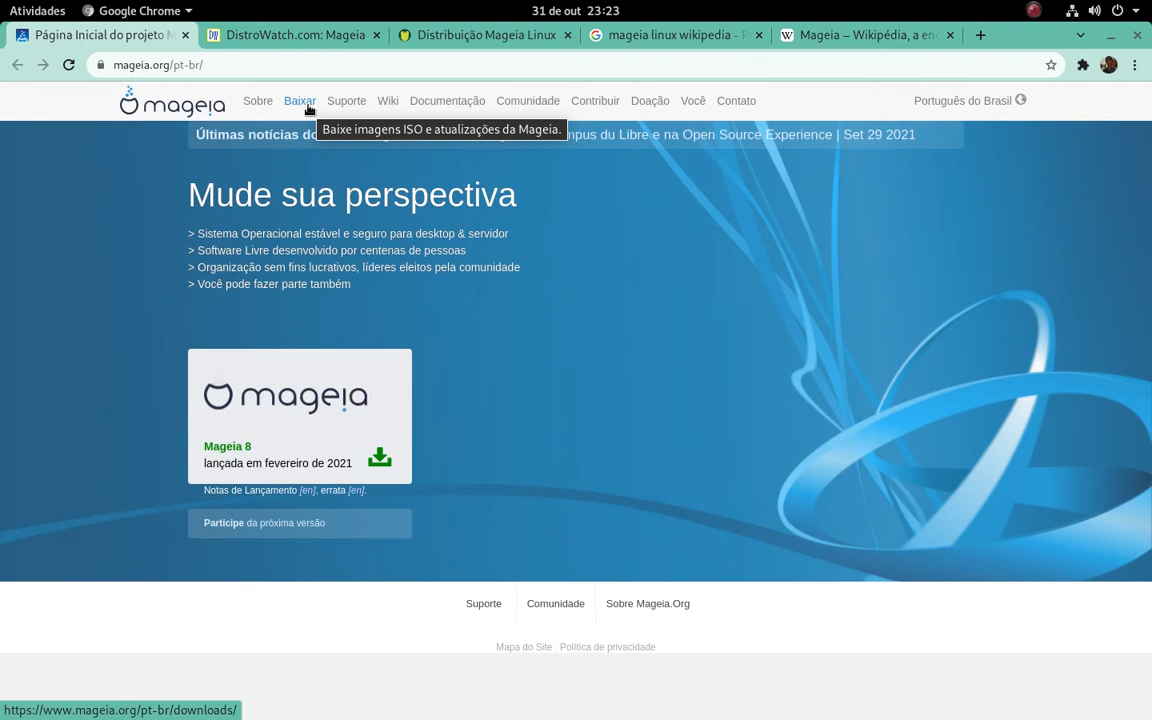 Atividades
Google Chrome
31 de out 23:23
Página Inicial do projeto M
DistroWatch.com: Mageia
Distribuição Mageia Linux
mageia linux wikipedia - P
Mageia – Wikipédia, a en
mageia.org/pt-br/
mageia
Sobre
Baixar
Suporte
Wiki
Documentação
Comunidade
Contribuir
Doação
Você
Contato
Português do Brasil
Baixe imagens ISO e atualizações da Mageia.
Últimas notícias do mpus du Libre e na Open Source Experience | Set 29 2021
Mude sua perspectiva
> Sistema Operacional estável e seguro para desktop & servidor
> Software Livre desenvolvido por centenas de pessoas
> Organização sem fins lucrativos, líderes eleitos pela comunidade
> Você pode fazer parte também
mageia
Mageia 8
lançada em fevereiro de 2021
Notas de Lançamento [en], errata [en].
Participe da próxima versão
Suporte
Comunidade
Sobre Mageia.Org
Mapa do Site . Política de privacidade
https://www.mageia.org/pt-br/downloads/